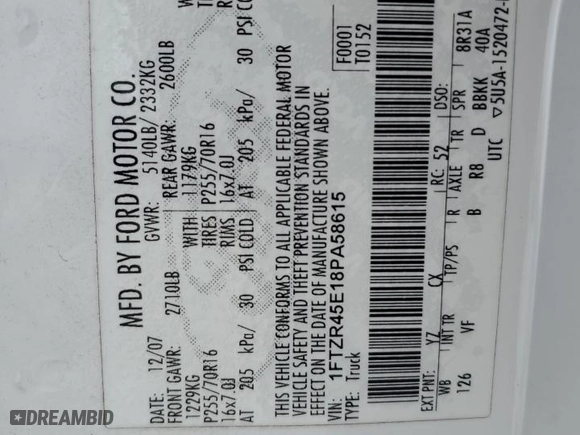 MFD. BY FORD MOTOR CO.
DATE: 12/07 GVWR: 5140LB/ 2332KG
FRONT GAWR: 2710LB REAR GAWR: 2600LB
1229KG WITH 1179KG WITH
P255/70R16 TIRES P255/70R16
16x7.0J RIMS 16x7.0J
AT 205 kPa/ 30 PSI COLD AT 205 kPa/ 30 PSI COLD
THIS VEHICLE CONFORMS TO ALL APPLICABLE FEDERAL MOTOR
VEHICLE SAFETY AND THEFT PREVENTION STANDARDS IN
EFFECT ON THE DATE OF MANUFACTURE SHOWN ABOVE.
1FTZR45E18PA58615
TYPE: Truck
F0001
T0152
EXT PNT: YZ CX RC: 52 DSO:
WB INT TR TP/PS R AXLE TR SPR 8R31A
126 VF B R8 D BBKK 40A
UTC ▽5U5A-1520472-
DREAMBID